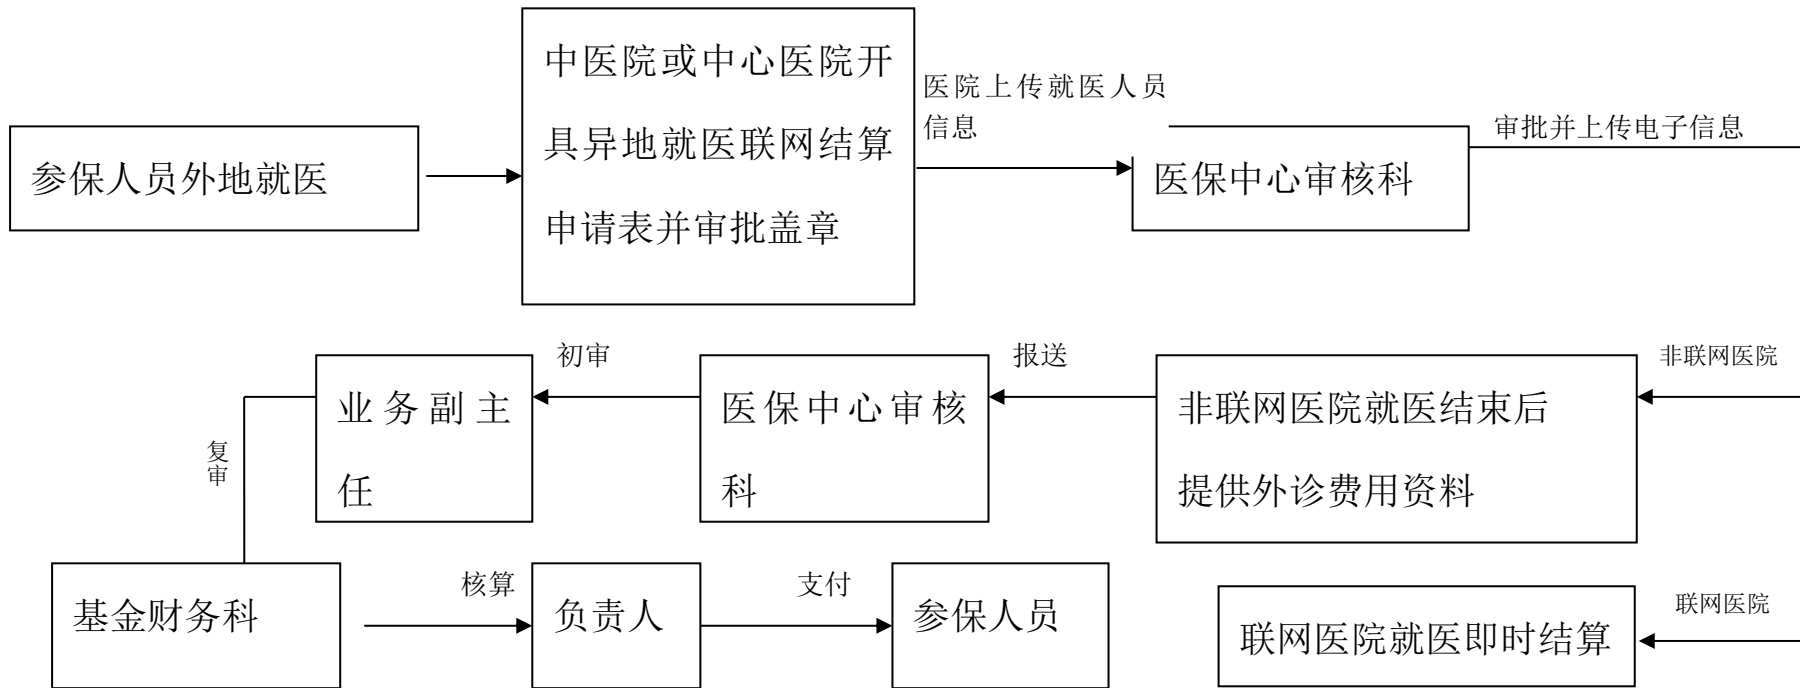 参保人员外地就医
中医院或中心医院开
具异地就医联网结算
申请表并审批盖章
医院上传就医人员
信息
医保中心审核科
审批并上传电子信息
非联网医院
非联网医院就医结束后
提供外诊费用资料
报送
医保中心审核
科
初审
业务副主
任
复
审
基金财务科
核算
负责人
支付
参保人员
联网医院
联网医院就医即时结算